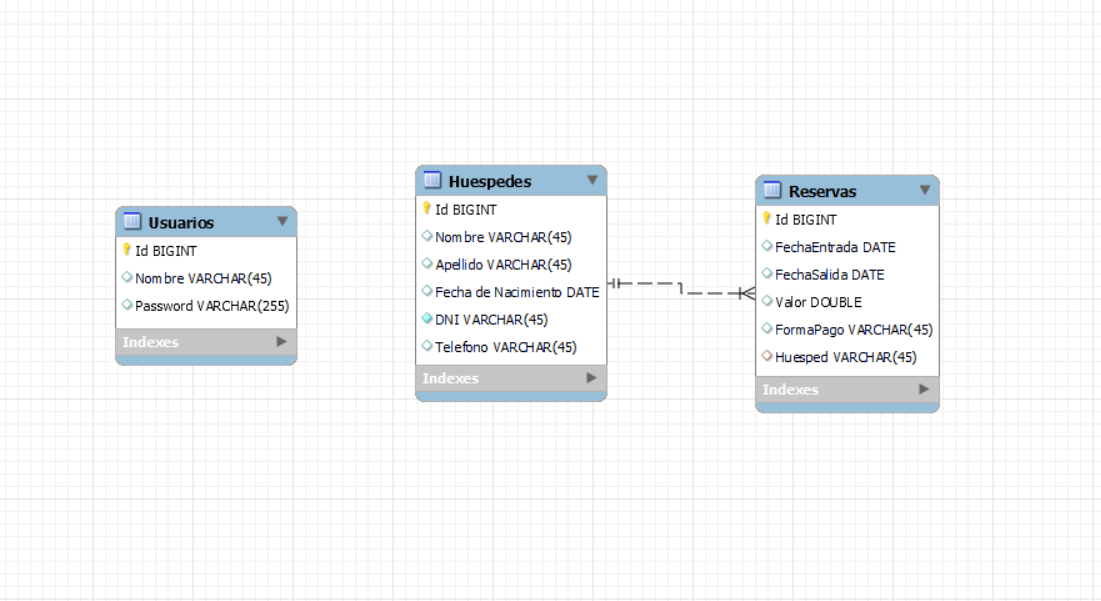 Usuarios
Id BIGINT
Nombre VARCHAR(45)
Password VARCHAR(255)
Indexes
Huespedes
Id BIGINT
Nombre VARCHAR(45)
Apellido VARCHAR(45)
Fecha de Nacimiento DATE
DNI VARCHAR(45)
Telefono VARCHAR(45)
Indexes
Reservas
Id BIGINT
FechaEntrada DATE
FechaSalida DATE
Valor DOUBLE
FormaPago VARCHAR(45)
Huesped VARCHAR(45)
Indexes